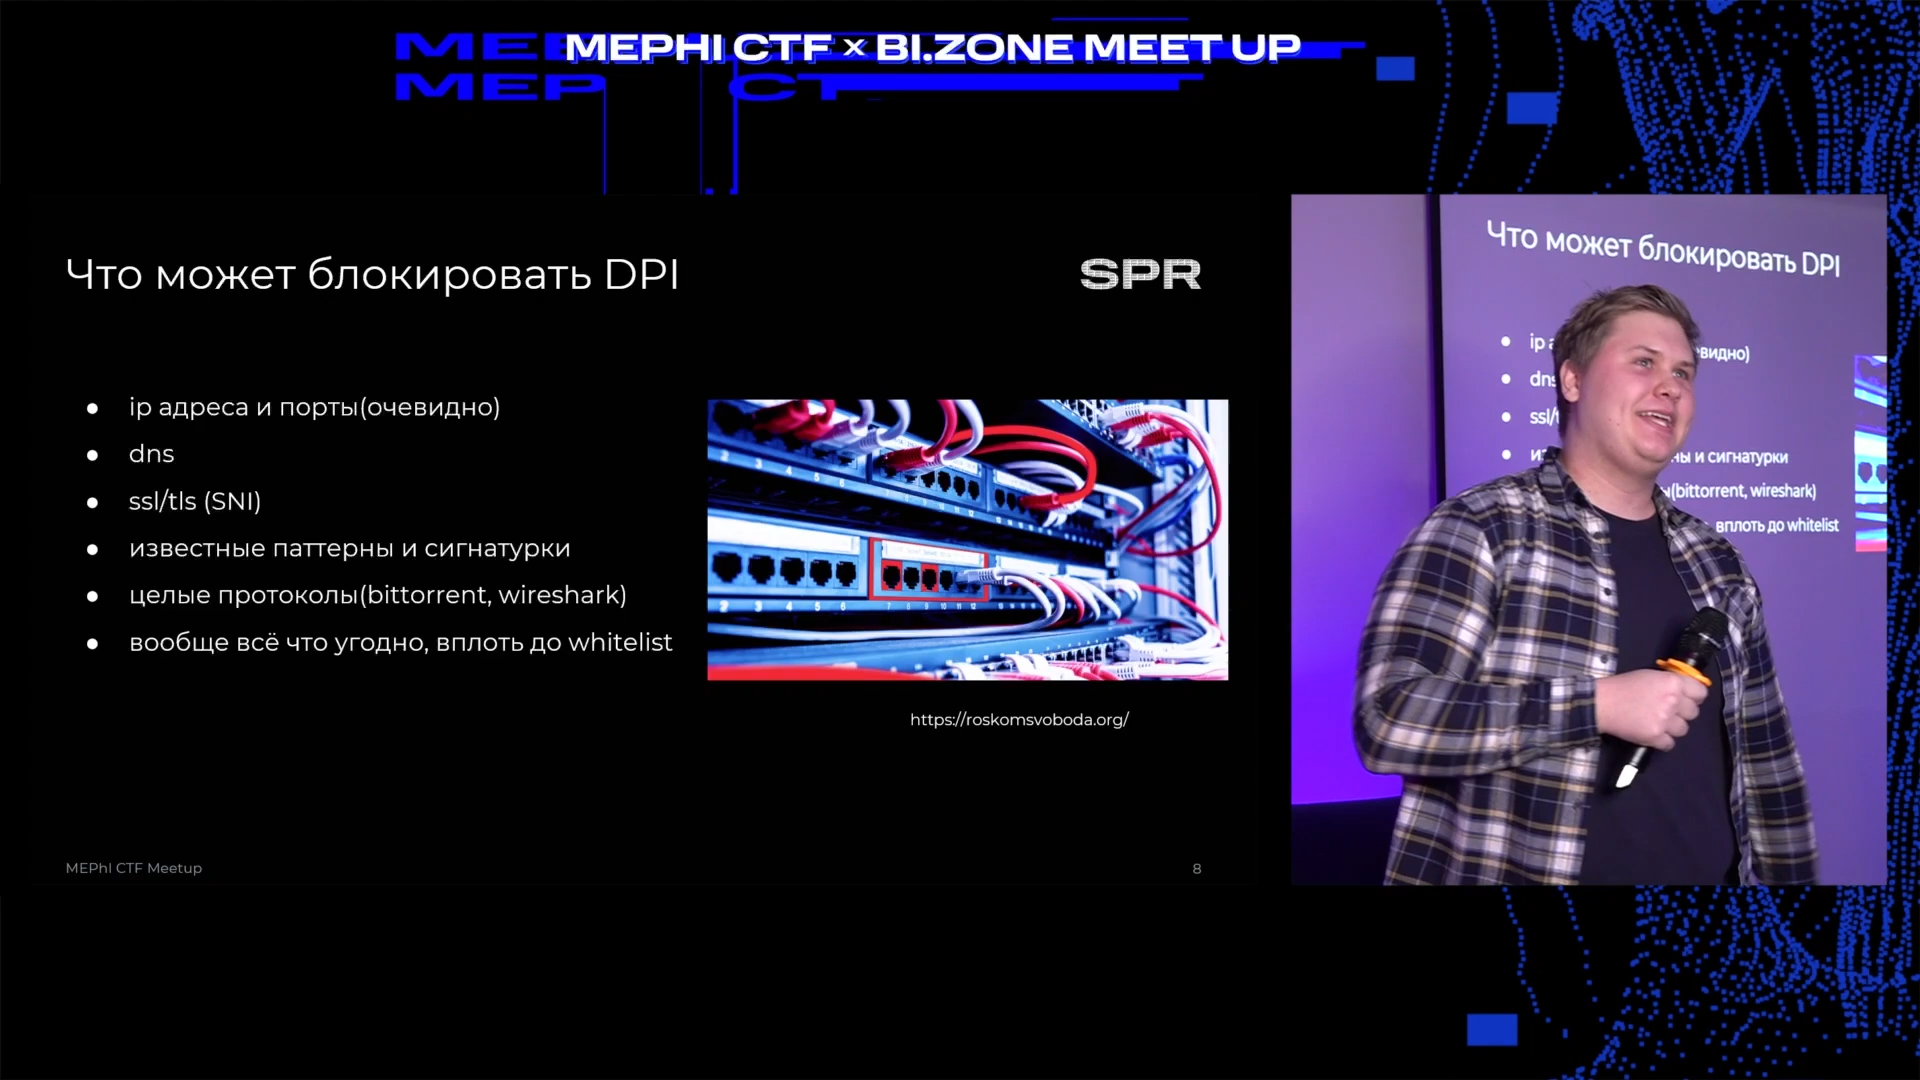 MEPHI CTF x BI.ZONE MEET UP
Что может блокировать DPI
SPR
ip адреса и порты(очевидно)
dns
ssl/tls (SNI)
известные паттерны и сигнатурки
целые протоколы(bittorrent, wireshark)
вообще всё что угодно, вплоть до whitelist
https://roskomsvoboda.org/
MEPhI CTF Meetup
8
Что может блокировать DPI
ip
dns
ssl/t
и сигнатурки
(bittorrent, wireshark)
вплоть до whitelist